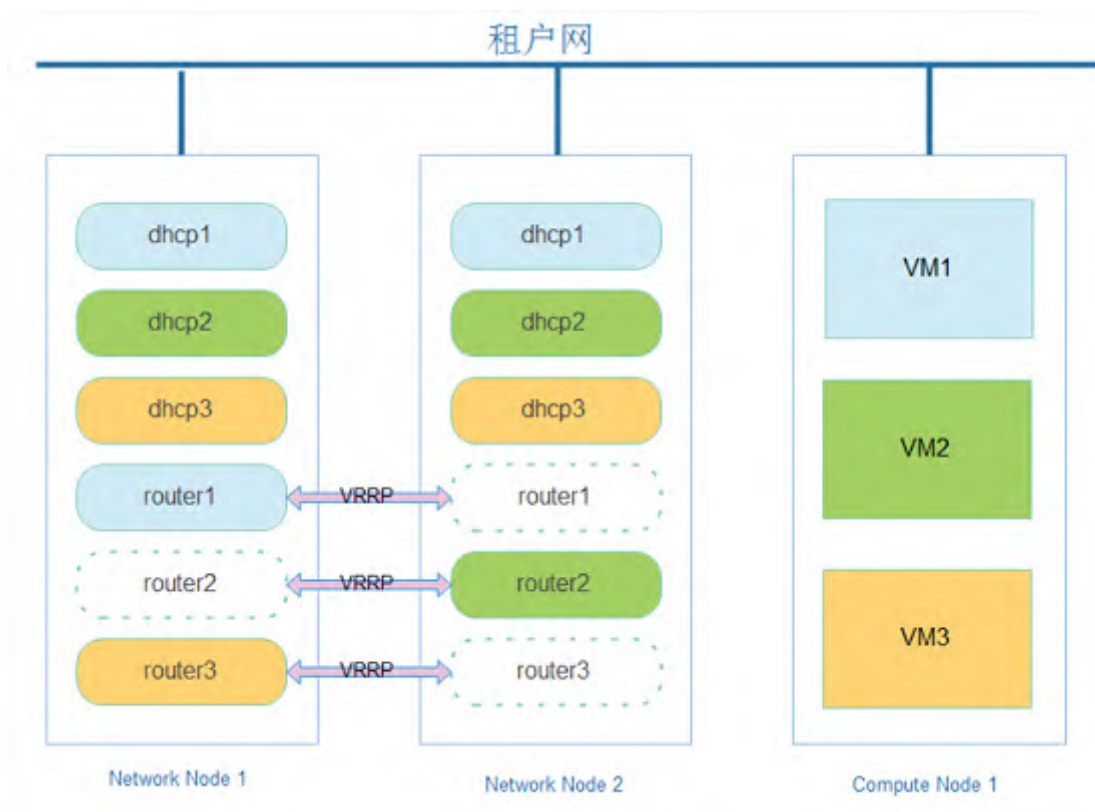 租户网
dhcp1
dhcp1
VM1
dhcp2
dhcp2
dhcp3
dhcp3
VM2
router1
VRRP
router1
router2
VRRP
router2
VM3
router3
VRRP
router3
Network Node 1
Network Node 2
Compute Node 1